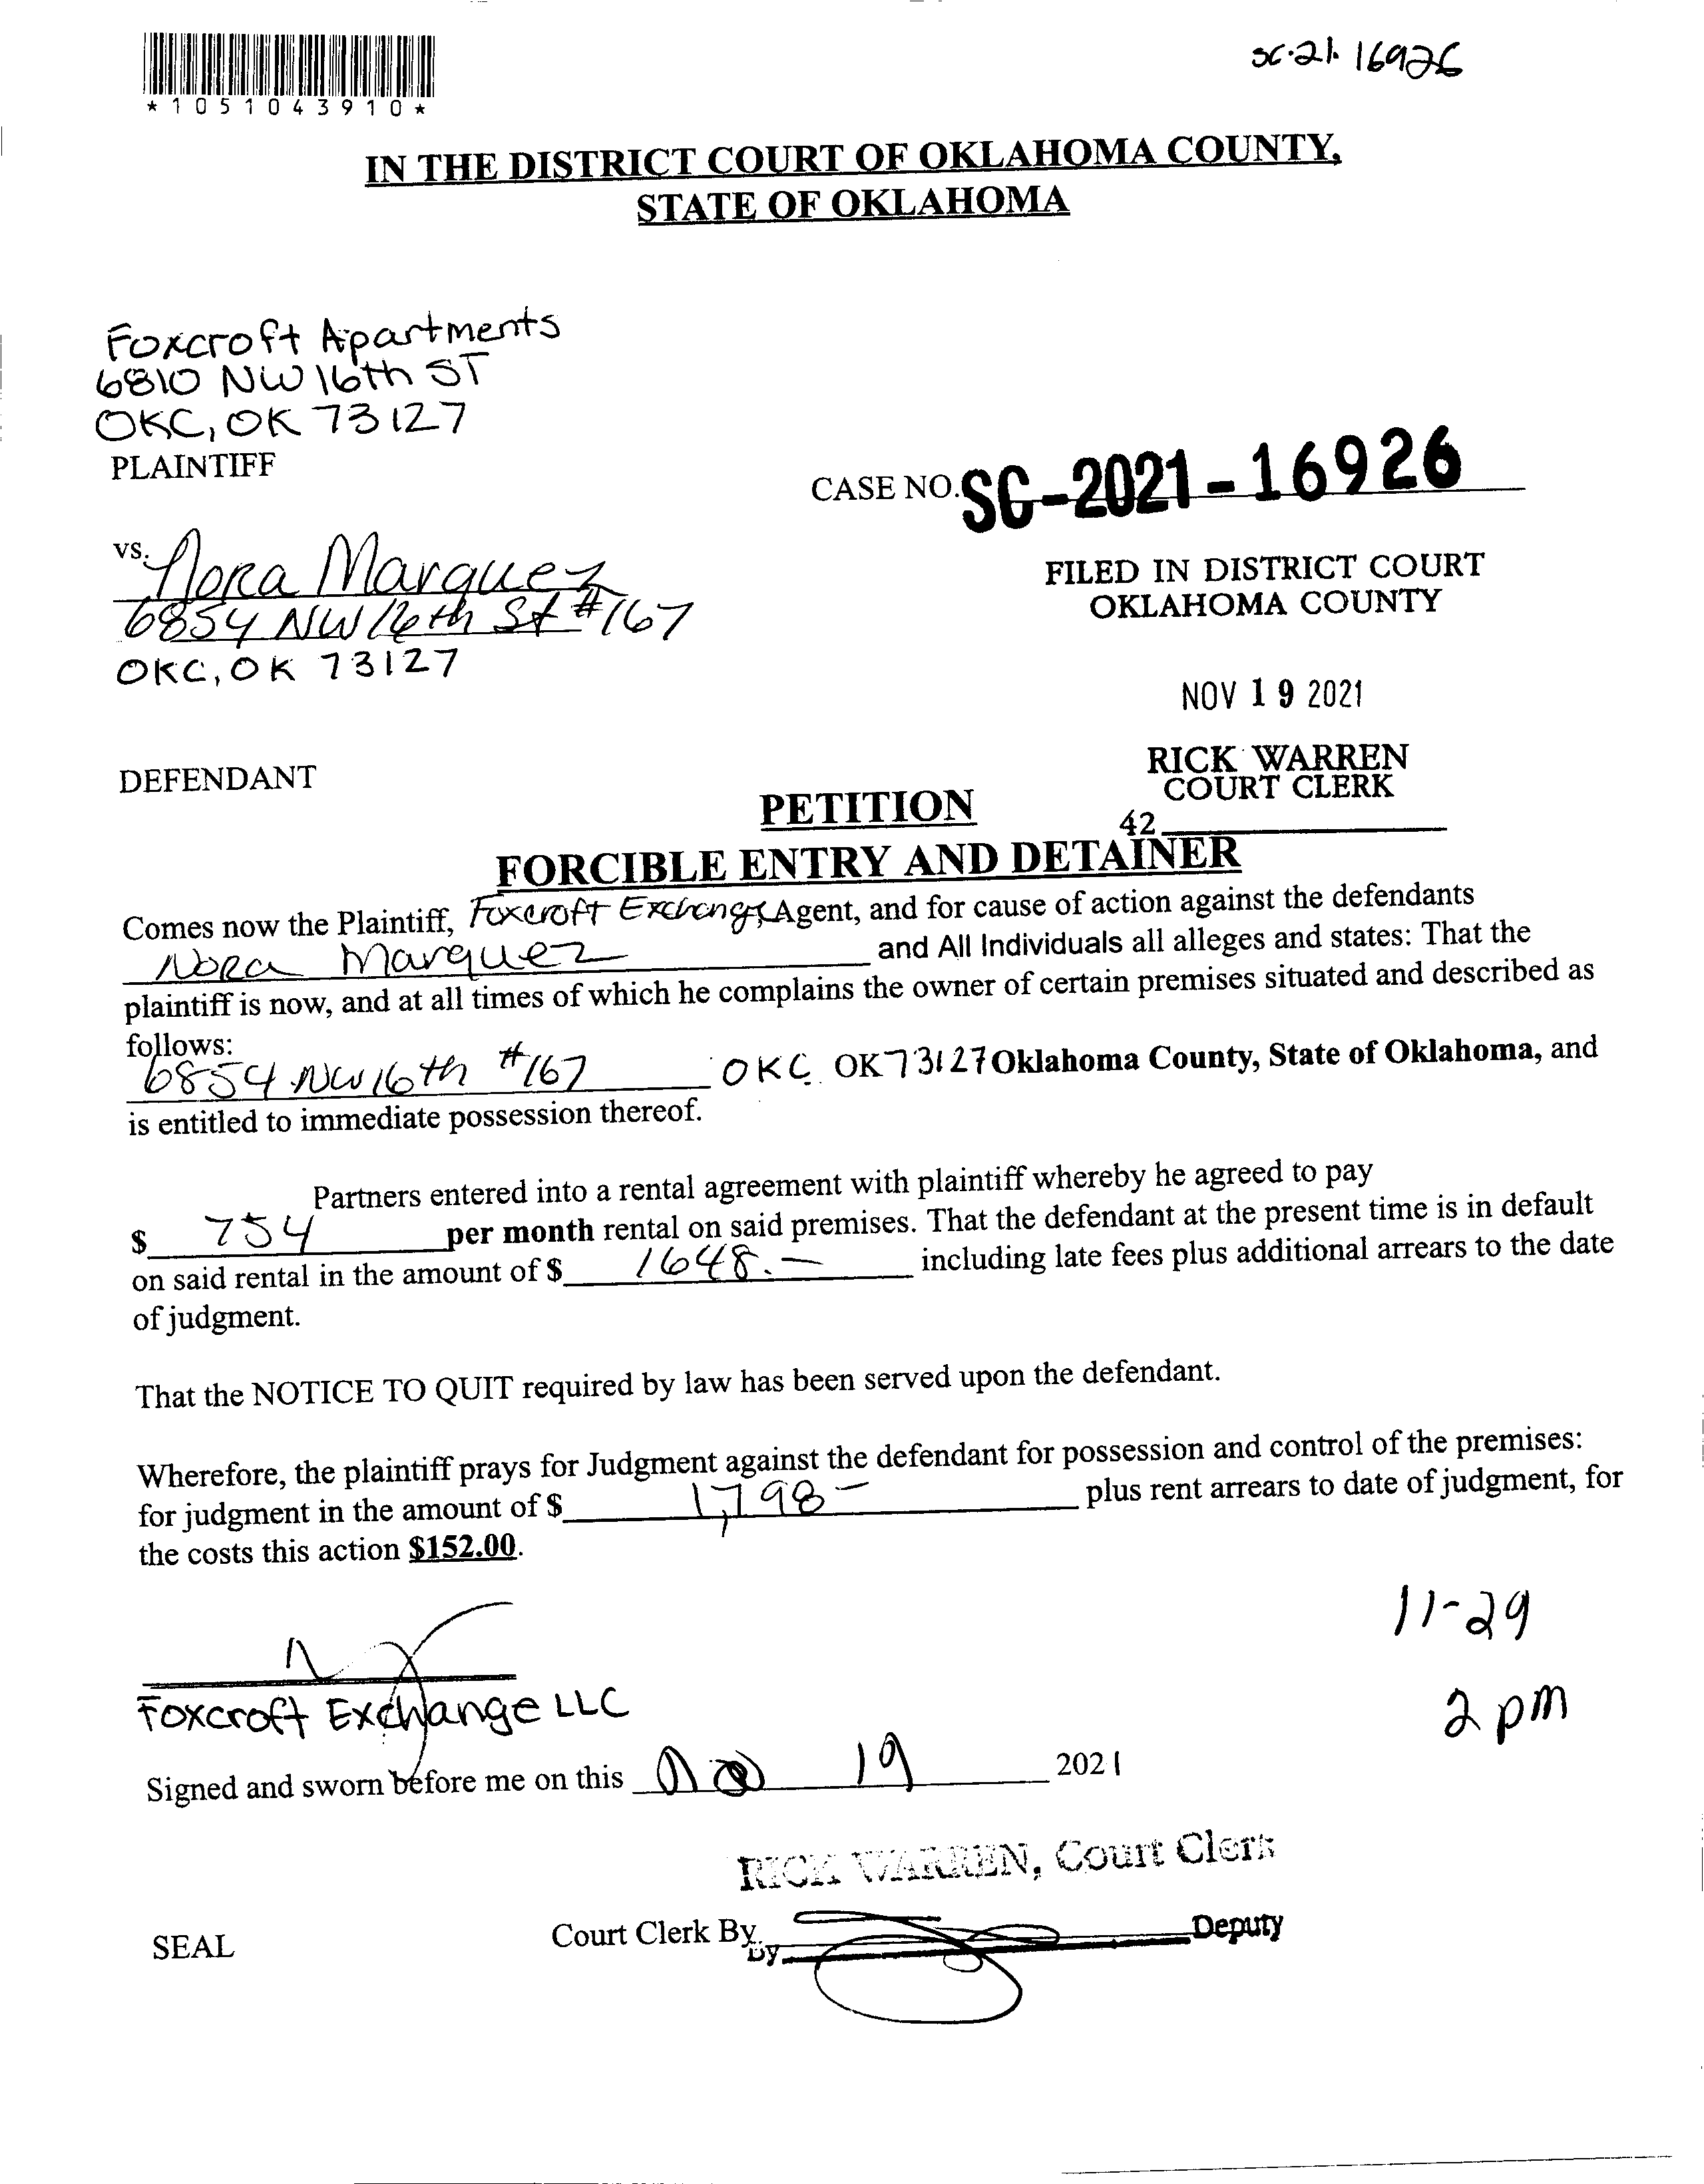 *1051043910*
SC-21-16926
IN THE DISTRICT COURT OF OKLAHOMA COUNTY,
STATE OF OKLAHOMA
Foxcroft Apartments
6810 NW 16th ST
OKC, OK 73127
PLAINTIFF
CASE NO. SC-2021-16926
vs. Nora Marquez
6854 NW 16th St #167
OKC, OK 73127
FILED IN DISTRICT COURT
OKLAHOMA COUNTY
NOV 19 2021
RICK WARREN
COURT CLERK
42
DEFENDANT
PETITION
FORCIBLE ENTRY AND DETAINER
Comes now the Plaintiff, Foxcroft Exchange, Agent, and for cause of action against the defendants
Nora Marquez and All Individuals all alleges and states: That the
plaintiff is now, and at all times of which he complains the owner of certain premises situated and described as
follows:
6854 NW 16th #167 OKC OK 73127 Oklahoma County, State of Oklahoma, and
is entitled to immediate possession thereof.
Partners entered into a rental agreement with plaintiff whereby he agreed to pay
$ 754 per month rental on said premises. That the defendant at the present time is in default
on said rental in the amount of $ 1648.— including late fees plus additional arrears to the date
of judgment.
That the NOTICE TO QUIT required by law has been served upon the defendant.
Wherefore, the plaintiff prays for Judgment against the defendant for possession and control of the premises:
for judgment in the amount of $ 1,798– plus rent arrears to date of judgment, for
the costs this action $152.00.
11-29
2 pm
Foxcroft Exchange LLC
Signed and sworn before me on this 19 2021
RICK WARREN, Court Clerk
SEAL
Court Clerk By
By Deputy